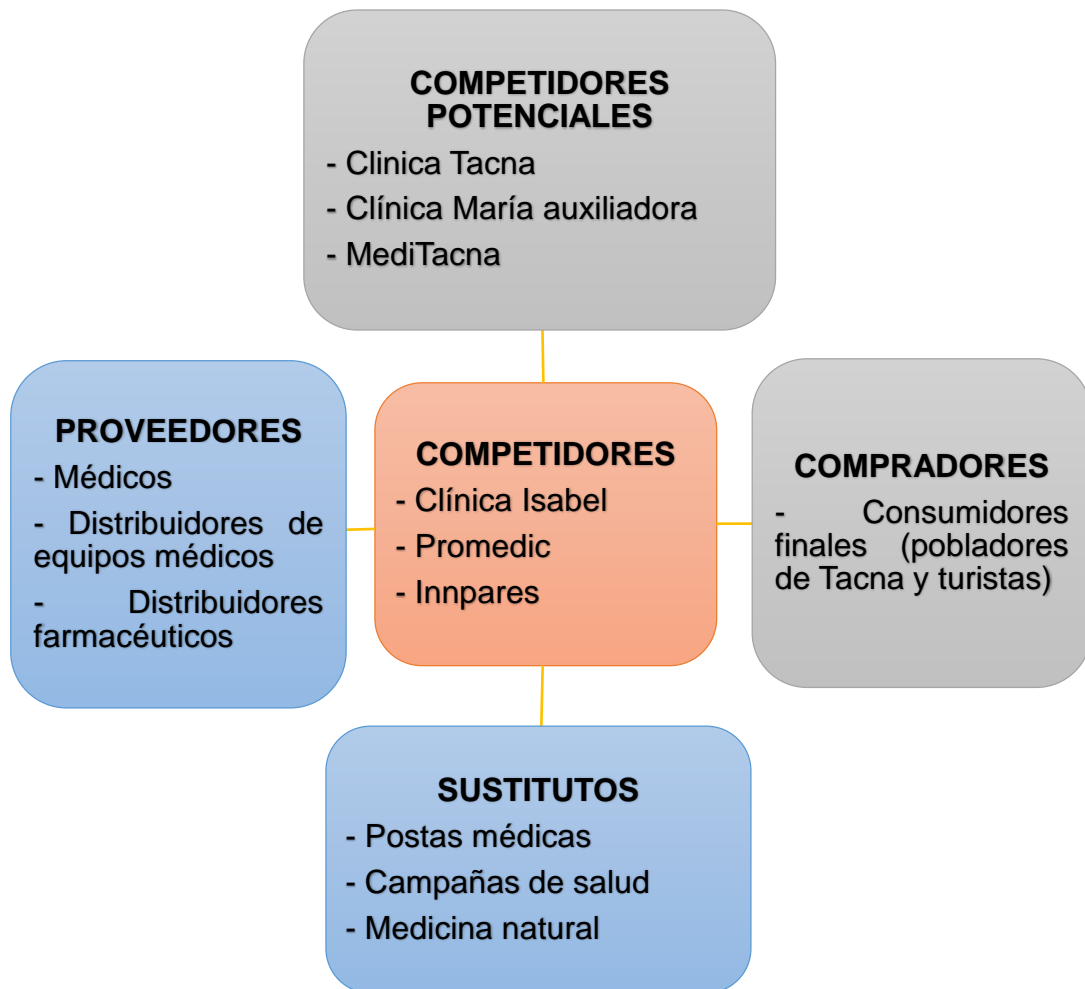 COMPETIDORES
POTENCIALES
- Clinica Tacna
- Clínica María auxiliadora
- MediTacna
PROVEEDORES
- Médicos
- Distribuidores de
equipos médicos
- Distribuidores
farmacéuticos
COMPETIDORES
- Clínica Isabel
- Promedic
- Innpares
COMPRADORES
- Consumidores
finales (pobladores
de Tacna y turistas)
SUSTITUTOS
- Postas médicas
- Campañas de salud
- Medicina natural